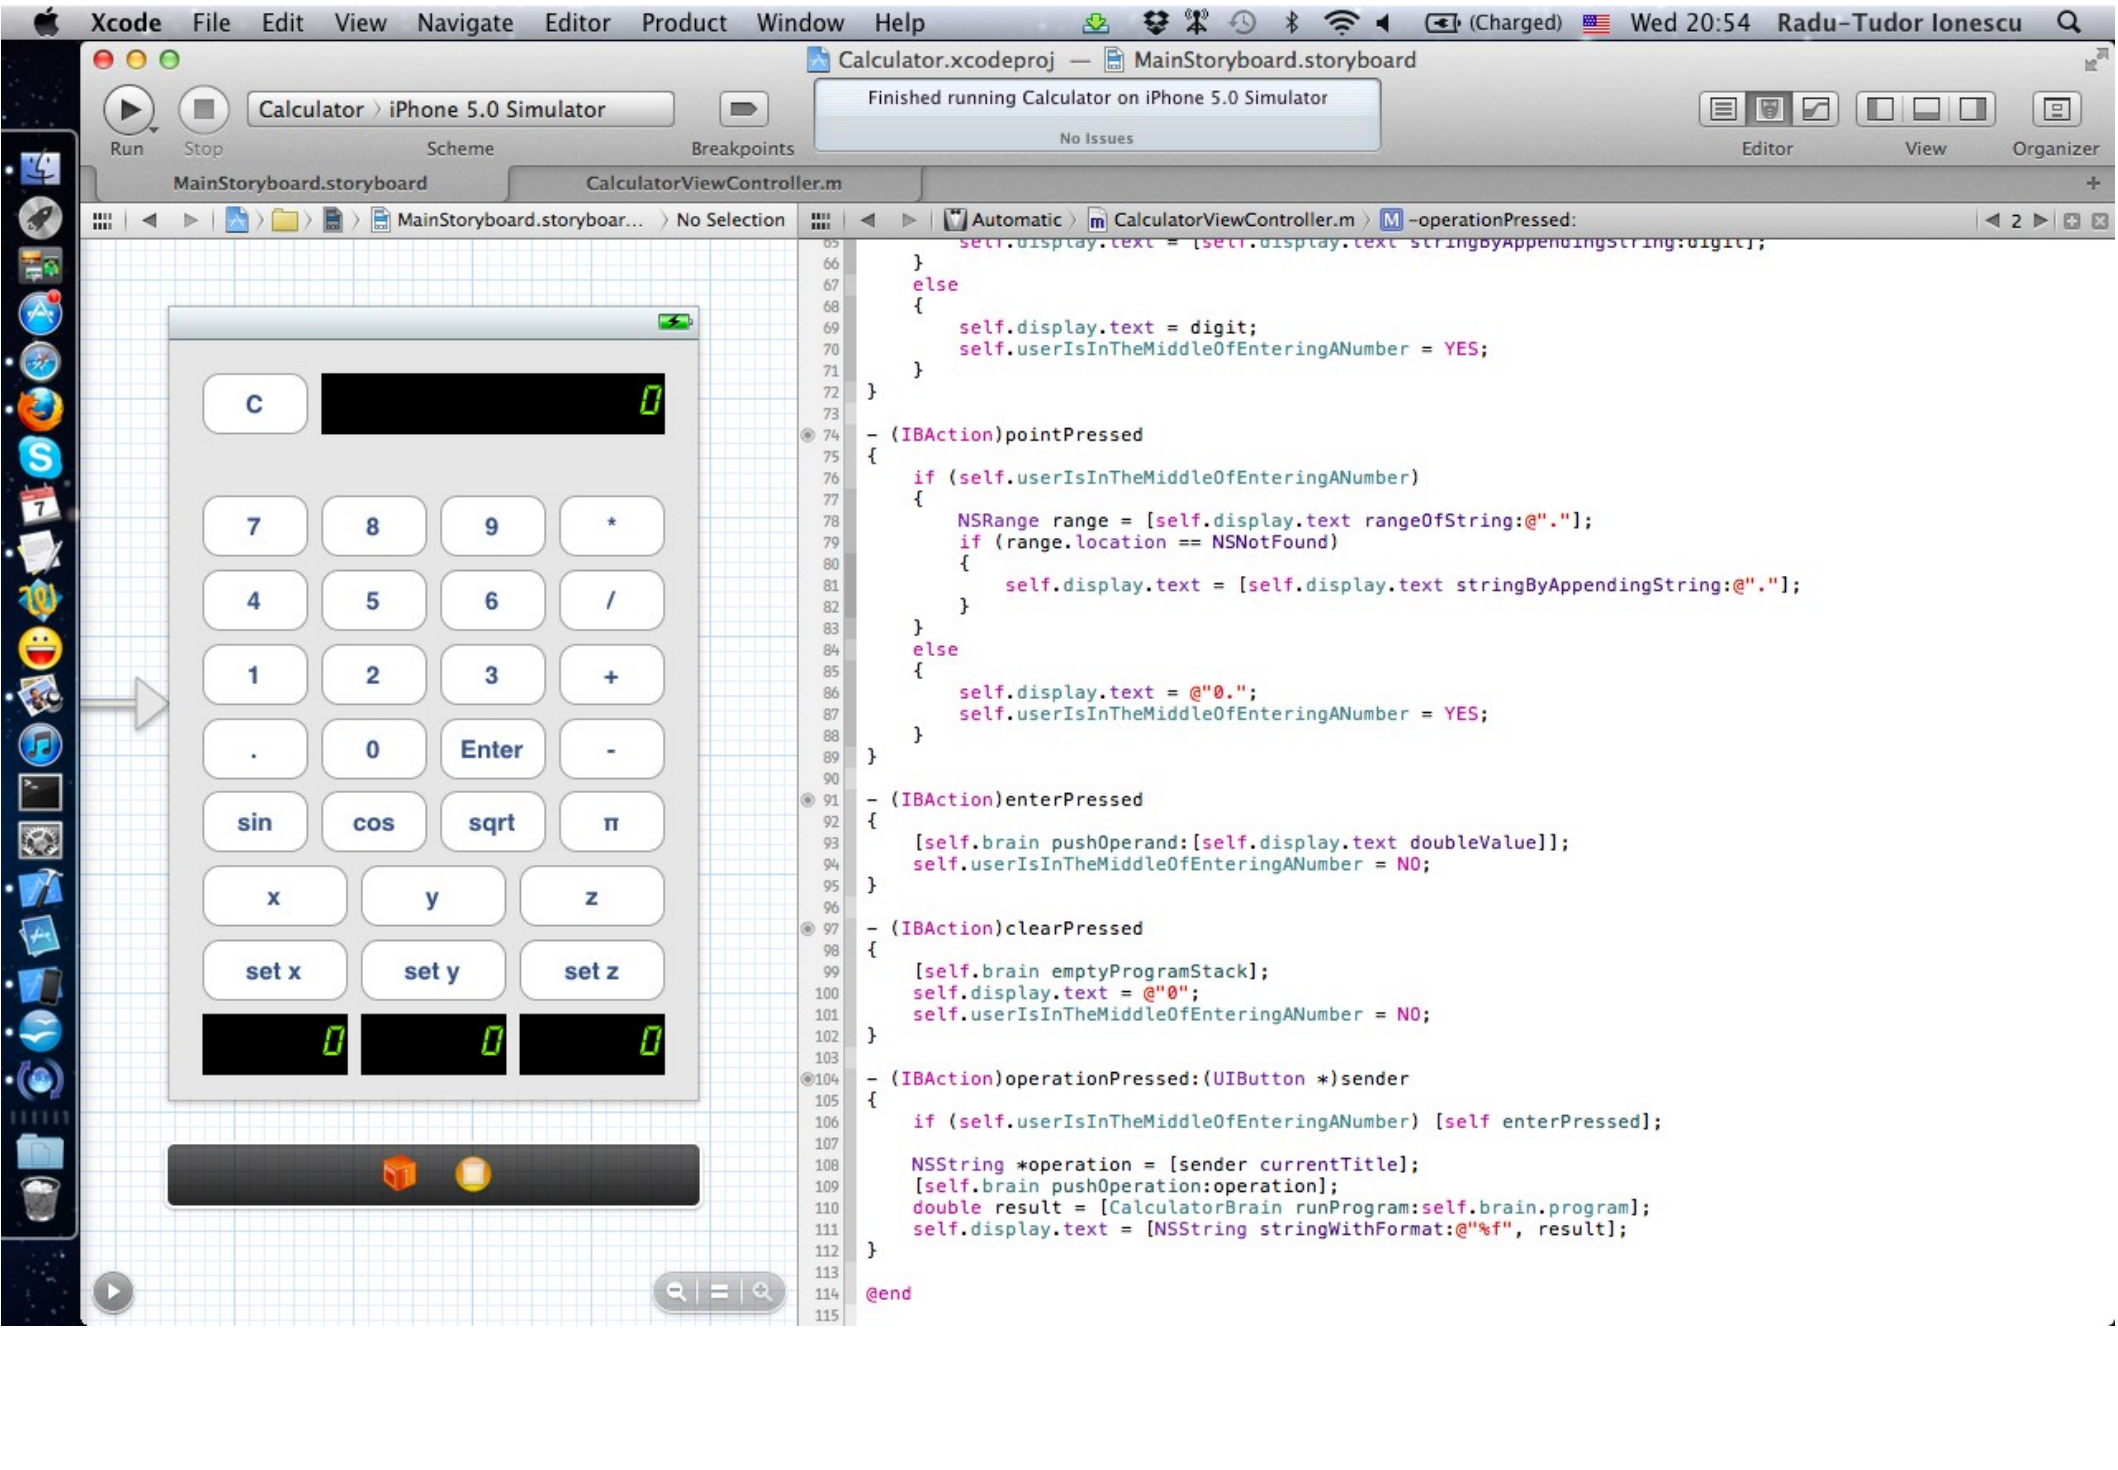 Xcode File Edit View Navigate Editor Product Window Help (Charged) Wed 20:54 Radu-Tudor Ionescu
Calculator.xcodeproj — MainStoryboard.storyboard
Calculator › iPhone 5.0 Simulator
Finished running Calculator on iPhone 5.0 Simulator
No Issues
Run Stop Scheme Breakpoints Editor View Organizer
MainStoryboard.storyboard CalculatorViewController.m +
MainStoryboard.storyboar... › No Selection
Automatic › m CalculatorViewController.m › M -operationPressed: 2
C 0
7 8 9 *
4 5 6 /
1 2 3 +
. 0 Enter -
sin cos sqrt π
x y z
set x set y set z
0 0 0
7
65 self.display.text = [self.display.text stringByAppendingString:digit];
66 }
67 else
68 {
69 self.display.text = digit;
70 self.userIsInTheMiddleOfEnteringANumber = YES;
71 }
72 }
73
74 - (IBAction)pointPressed
75 {
76 if (self.userIsInTheMiddleOfEnteringANumber)
77 {
78 NSRange range = [self.display.text rangeOfString:@"."];
79 if (range.location == NSNotFound)
80 {
81 self.display.text = [self.display.text stringByAppendingString:@"."];
82 }
83 }
84 else
85 {
86 self.display.text = @"0.";
87 self.userIsInTheMiddleOfEnteringANumber = YES;
88 }
89 }
90
91 - (IBAction)enterPressed
92 {
93 [self.brain pushOperand:[self.display.text doubleValue]];
94 self.userIsInTheMiddleOfEnteringANumber = NO;
95 }
96
97 - (IBAction)clearPressed
98 {
99 [self.brain emptyProgramStack];
100 self.display.text = @"0";
101 self.userIsInTheMiddleOfEnteringANumber = NO;
102 }
103
104 - (IBAction)operationPressed:(UIButton *)sender
105 {
106 if (self.userIsInTheMiddleOfEnteringANumber) [self enterPressed];
107
108 NSString *operation = [sender currentTitle];
109 [self.brain pushOperation:operation];
110 double result = [CalculatorBrain runProgram:self.brain.program];
111 self.display.text = [NSString stringWithFormat:@"%f", result];
112 }
113
114 @end
115